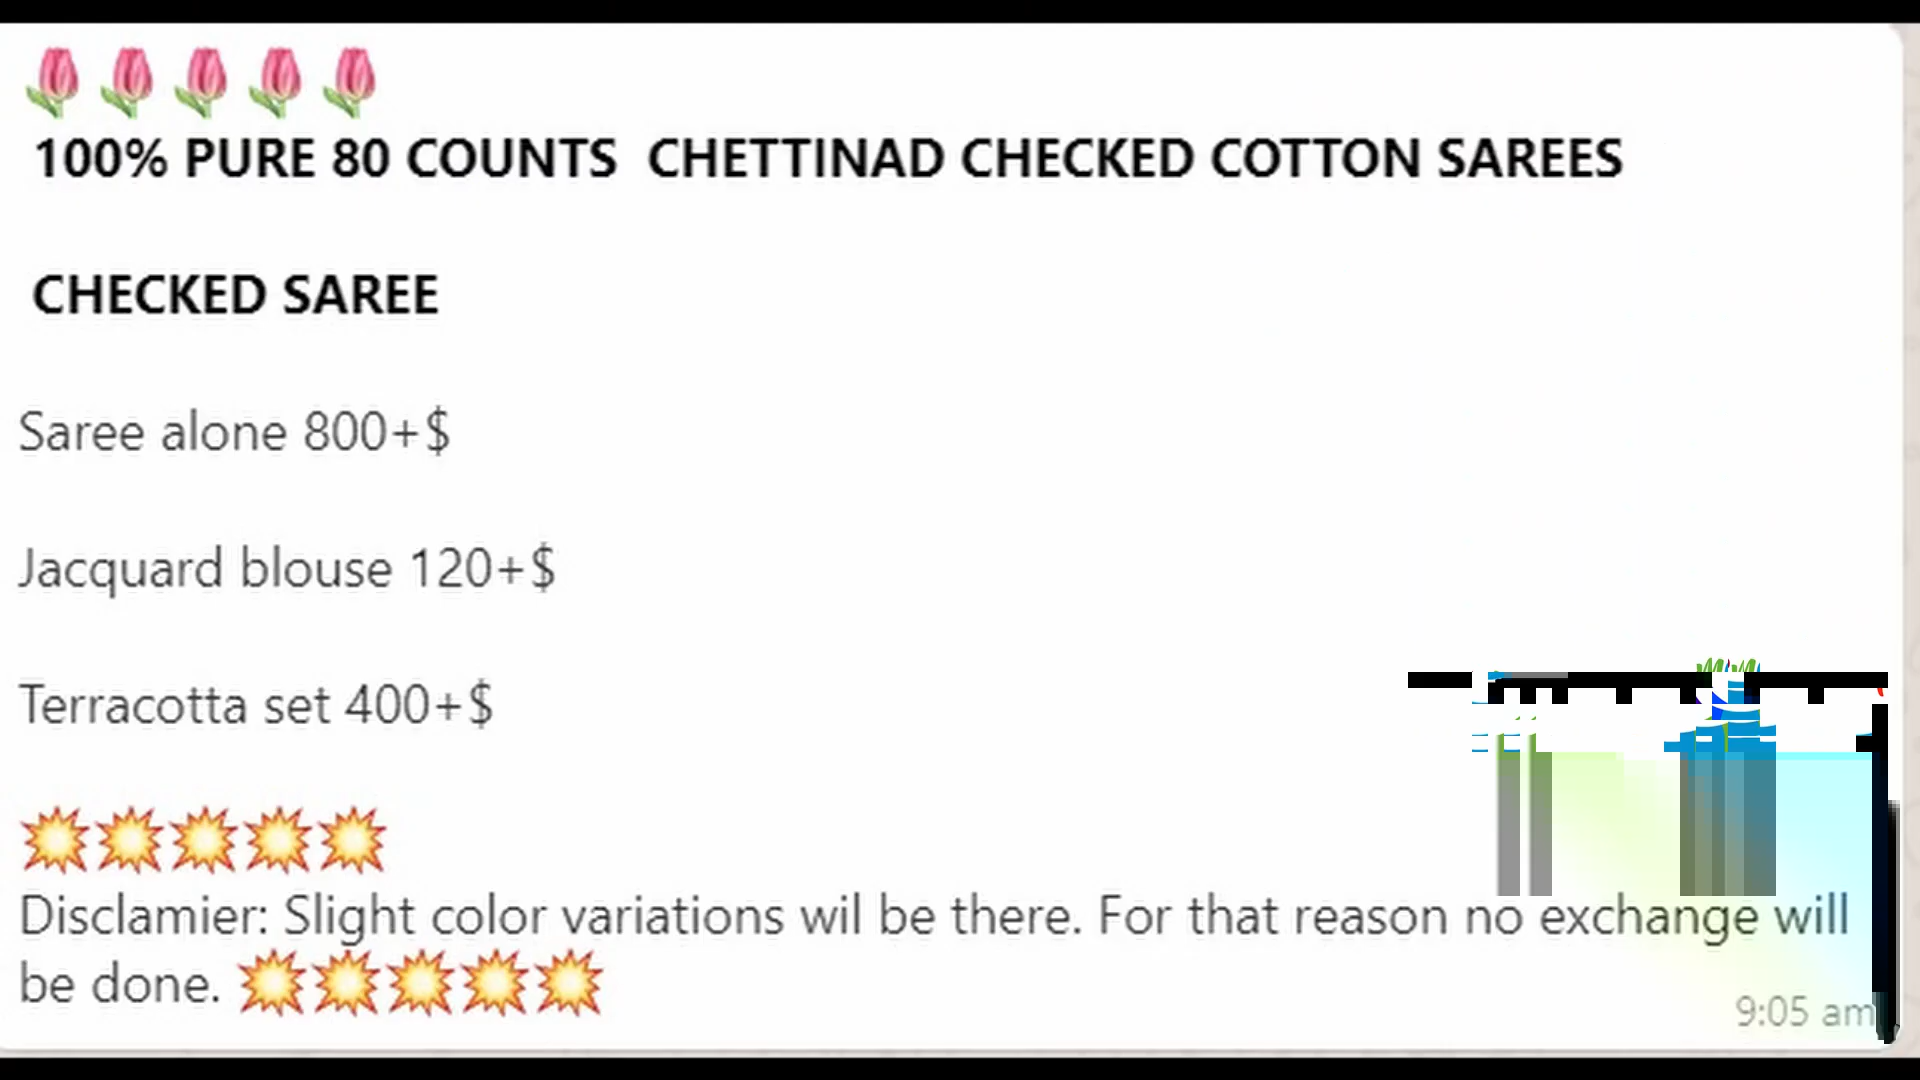 🌷🌷🌷🌷🌷
100% PURE 80 COUNTS  CHETTINAD CHECKED COTTON SAREES
CHECKED SAREE
Saree alone 800+$
Jacquard blouse 120+$
Terracotta set 400+$
💥💥💥💥💥
Disclamier: Slight color variations wil be there. For that reason no exchange will
be done. 💥💥💥💥💥
9:05 am